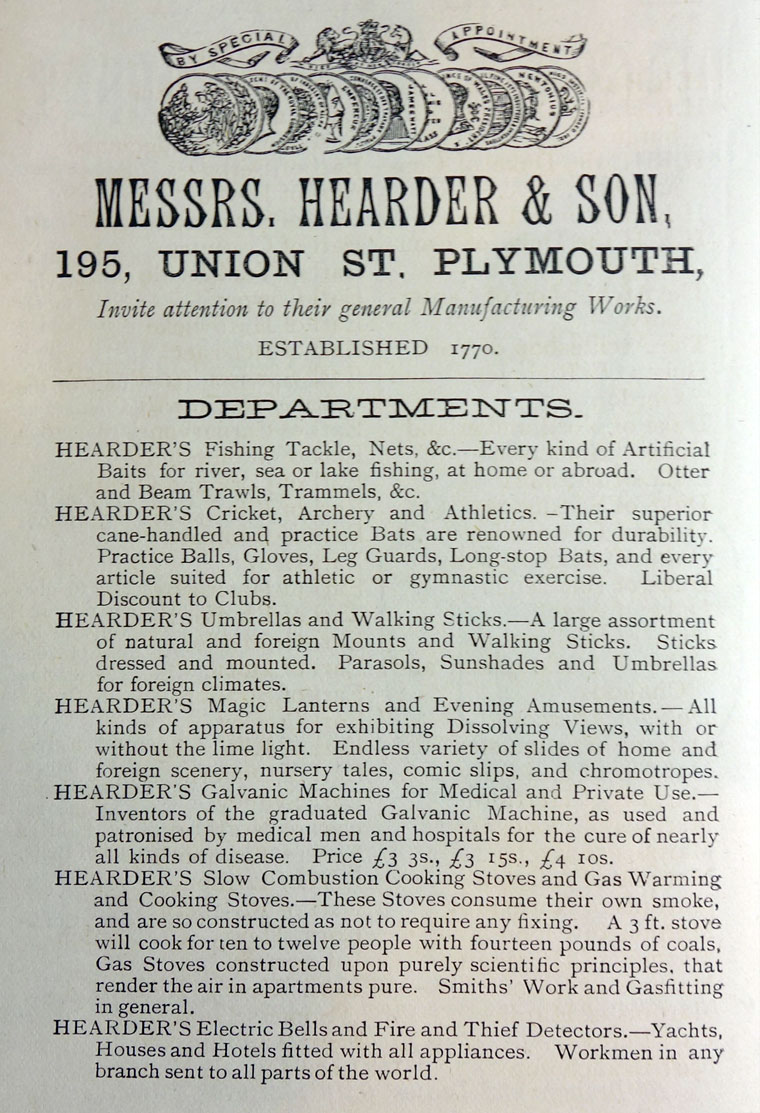 BY SPECIAL APPOINTMENT
MESSRS. HEARDER & SON,
195, UNION ST. PLYMOUTH,
Invite attention to their general Manufacturing Works.
ESTABLISHED 1770.
DEPARTMENTS.
HEARDER'S Fishing Tackle, Nets, &c.—Every kind of Artificial
Baits for river, sea or lake fishing, at home or abroad. Otter
and Beam Trawls, Trammels, &c.
HEARDER'S Cricket, Archery and Athletics. –Their superior
cane-handled and practice Bats are renowned for durability.
Practice Balls, Gloves, Leg Guards, Long-stop Bats, and every
article suited for athletic or gymnastic exercise. Liberal
Discount to Clubs.
HEARDER'S Umbrellas and Walking Sticks.—A large assortment
of natural and foreign Mounts and Walking Sticks. Sticks
dressed and mounted. Parasols, Sunshades and Umbrellas
for foreign climates.
HEARDER'S Magic Lanterns and Evening Amusements.—All
kinds of apparatus for exhibiting Dissolving Views, with or
without the lime light. Endless variety of slides of home and
foreign scenery, nursery tales, comic slips, and chromotropes.
HEARDER'S Galvanic Machines for Medical and Private Use.—
Inventors of the graduated Galvanic Machine, as used and
patronised by medical men and hospitals for the cure of nearly
all kinds of disease. Price £3 3s., £3 15s., £4 10s.
HEARDER'S Slow Combustion Cooking Stoves and Gas Warming
and Cooking Stoves.—These Stoves consume their own smoke,
and are so constructed as not to require any fixing. A 3 ft. stove
will cook for ten to twelve people with fourteen pounds of coals,
Gas Stoves constructed upon purely scientific principles, that
render the air in apartments pure. Smiths' Work and Gasfitting
in general.
HEARDER'S Electric Bells and Fire and Thief Detectors.—Yachts,
Houses and Hotels fitted with all appliances. Workmen in any
branch sent to all parts of the world.